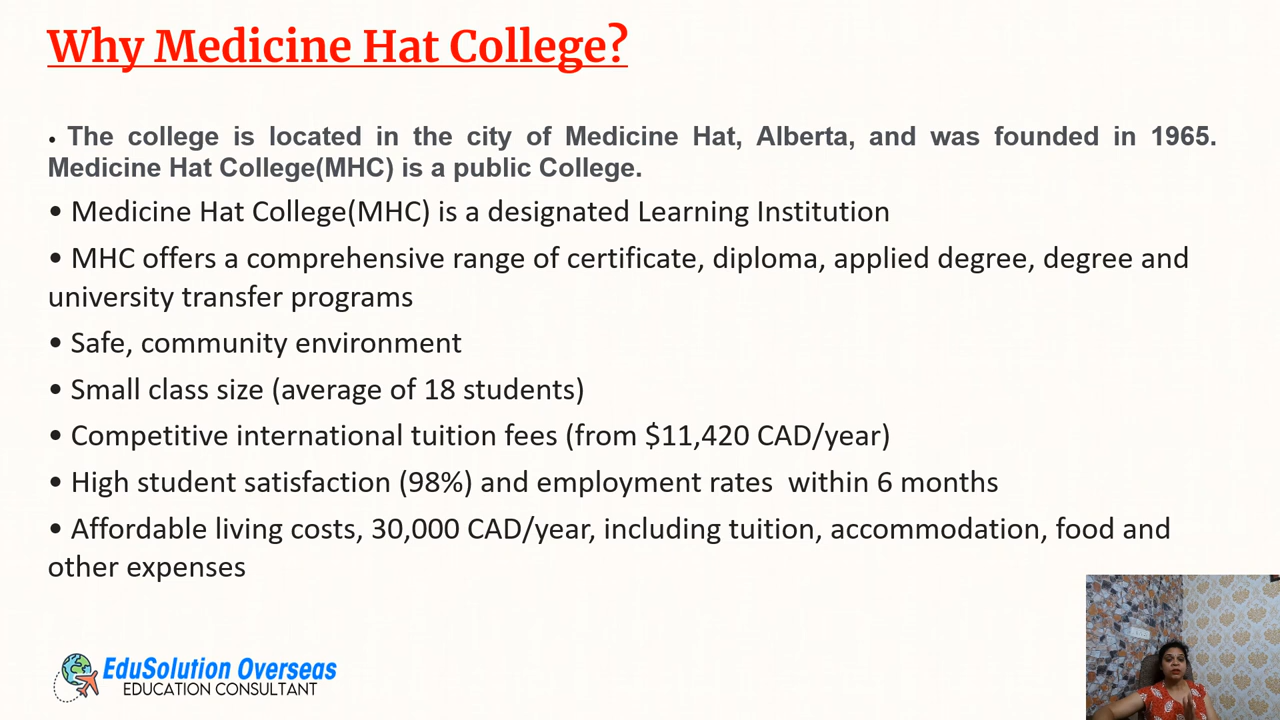 Why Medicine Hat College?
• The college is located in the city of Medicine Hat, Alberta, and was founded in 1965.
Medicine Hat College(MHC) is a public College.
• Medicine Hat College(MHC) is a designated Learning Institution
• MHC offers a comprehensive range of certificate, diploma, applied degree, degree and
university transfer programs
• Safe, community environment
• Small class size (average of 18 students)
• Competitive international tuition fees (from $11,420 CAD/year)
• High student satisfaction (98%) and employment rates  within 6 months
• Affordable living costs, 30,000 CAD/year, including tuition, accommodation, food and
other expenses
EduSolution Overseas
EDUCATION CONSULTANT